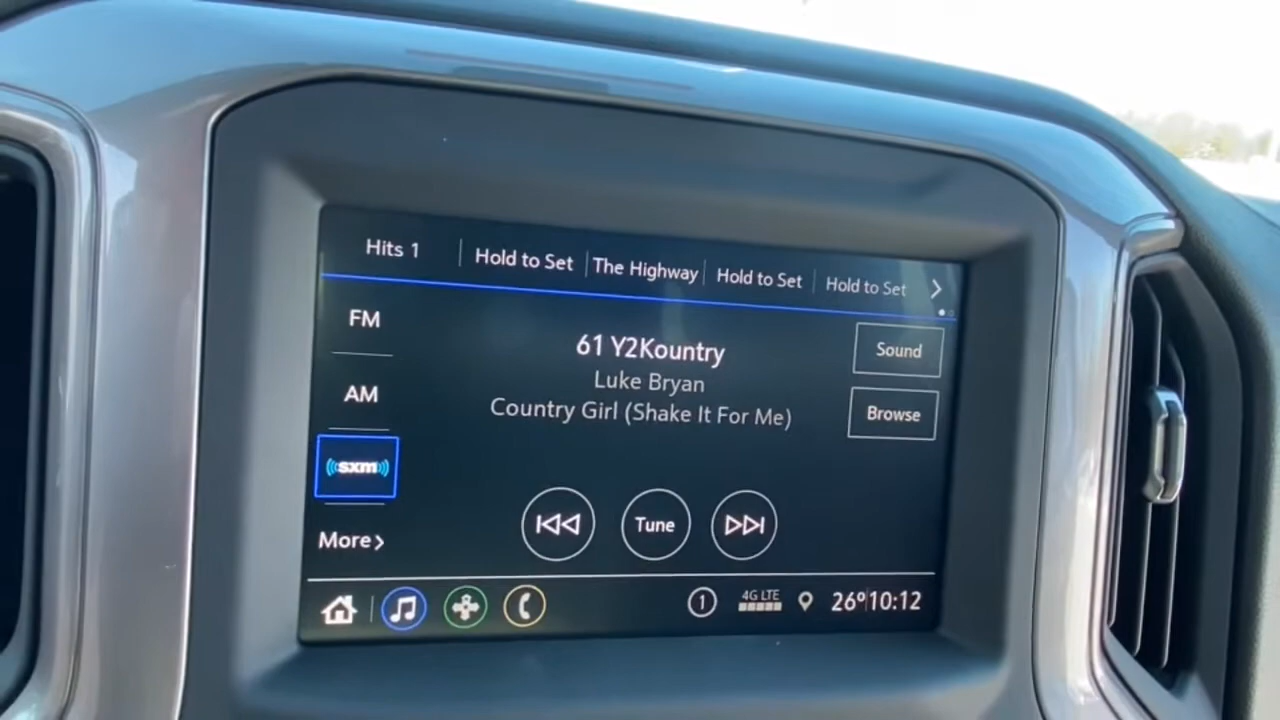 Hits 1
Hold to Set
The Highway
Hold to Set
Hold to Set
FM
AM
sxm
More
61 Y2Kountry
Luke Bryan
Country Girl (Shake It For Me)
Sound
Browse
Tune
1
4G LTE
26° 10:12